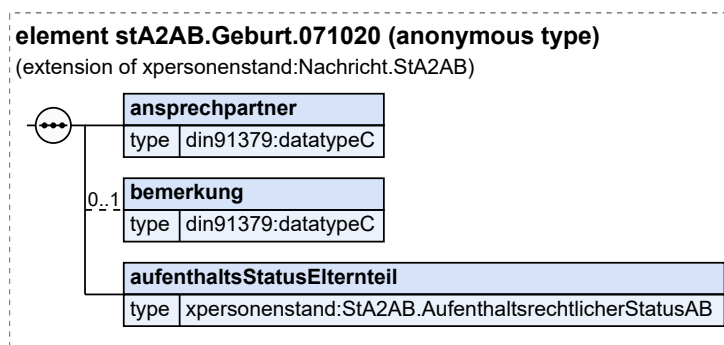 element stA2AB.Geburt.071020 (anonymous type)
(extension of xpersonenstand:Nachricht.StA2AB)
ansprechpartner
type din91379:datatypeC
0..1
bemerkung
type din91379:datatypeC
aufenthaltsStatusElternteil
type xpersonenstand:StA2AB.AufenthaltsrechtlicherStatusAB